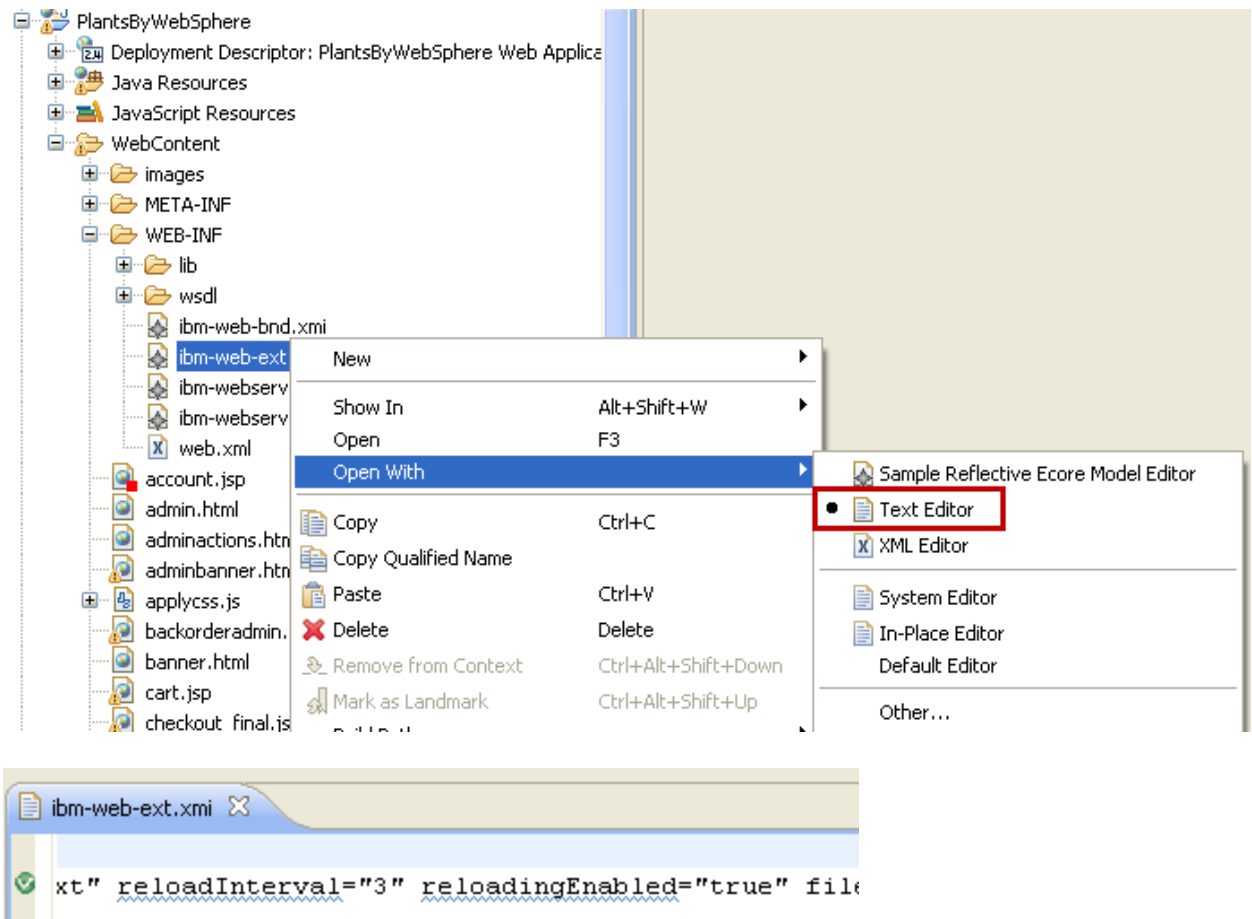 PlantsByWebSphere
2.4 Deployment Descriptor: PlantsByWebSphere Web Applica
Java Resources
JavaScript Resources
WebContent
images
META-INF
WEB-INF
lib
wsdl
ibm-web-bnd.xmi
ibm-web-ext
ibm-webserv
ibm-webserv
web.xml
account.jsp
admin.html
adminactions.htm
adminbanner.htm
applycss.js
backorderadmin.
banner.html
cart.jsp
checkout_final.js
New
Show In Alt+Shift+W
Open F3
Open With
Copy Ctrl+C
Copy Qualified Name
Paste Ctrl+V
Delete Delete
Remove from Context Ctrl+Alt+Shift+Down
Mark as Landmark Ctrl+Alt+Shift+Up
Sample Reflective Ecore Model Editor
Text Editor
XML Editor
System Editor
In-Place Editor
Default Editor
Other...
ibm-web-ext.xmi
xt" reloadInterval="3" reloadingEnabled="true" file